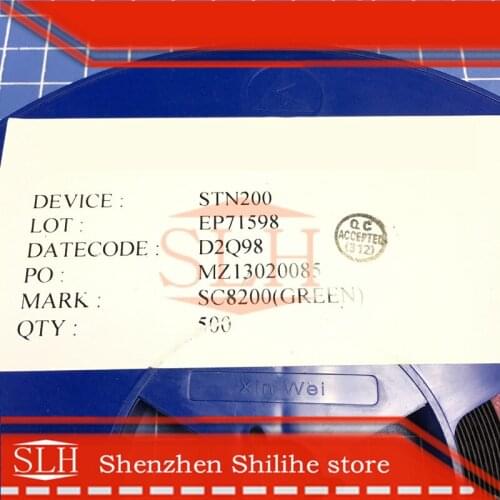 SLH
DEVICE : STN200
LOT : EP71598
DATECODE : D2Q98
PO : MZ13020085
MARK : SC8200(GREEN)
QTY : 500
QC
ACCEPTED
(312)
Xin Wei
SLH Shenzhen Shilihe store